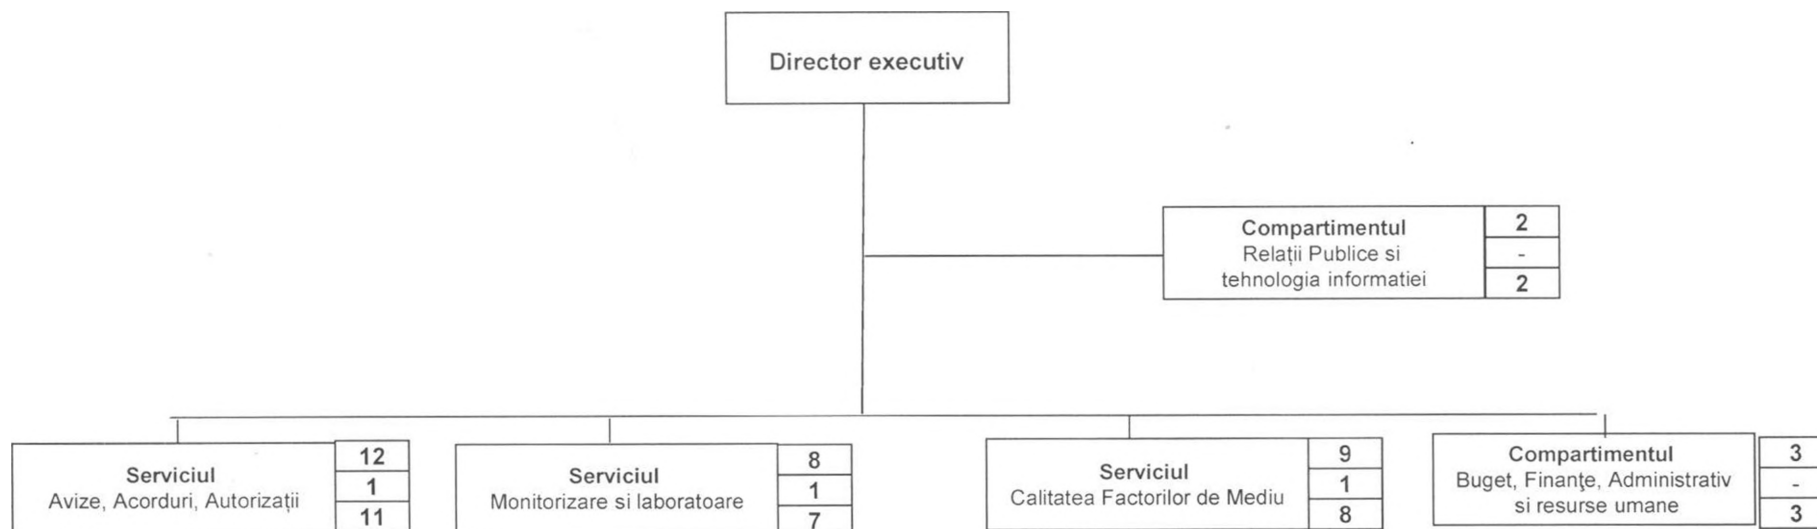 Director executiv
Compartimentul
Relații Publice si
tehnologia informatiei
2
-
2
Serviciul
Avize, Acorduri, Autorizații
12
1
11
Serviciul
Monitorizare si laboratoare
8
1
7
Serviciul
Calitatea Factorilor de Mediu
9
1
8
Compartimentul
Buget, Finanţe, Administrativ
si resurse umane
3
-
3